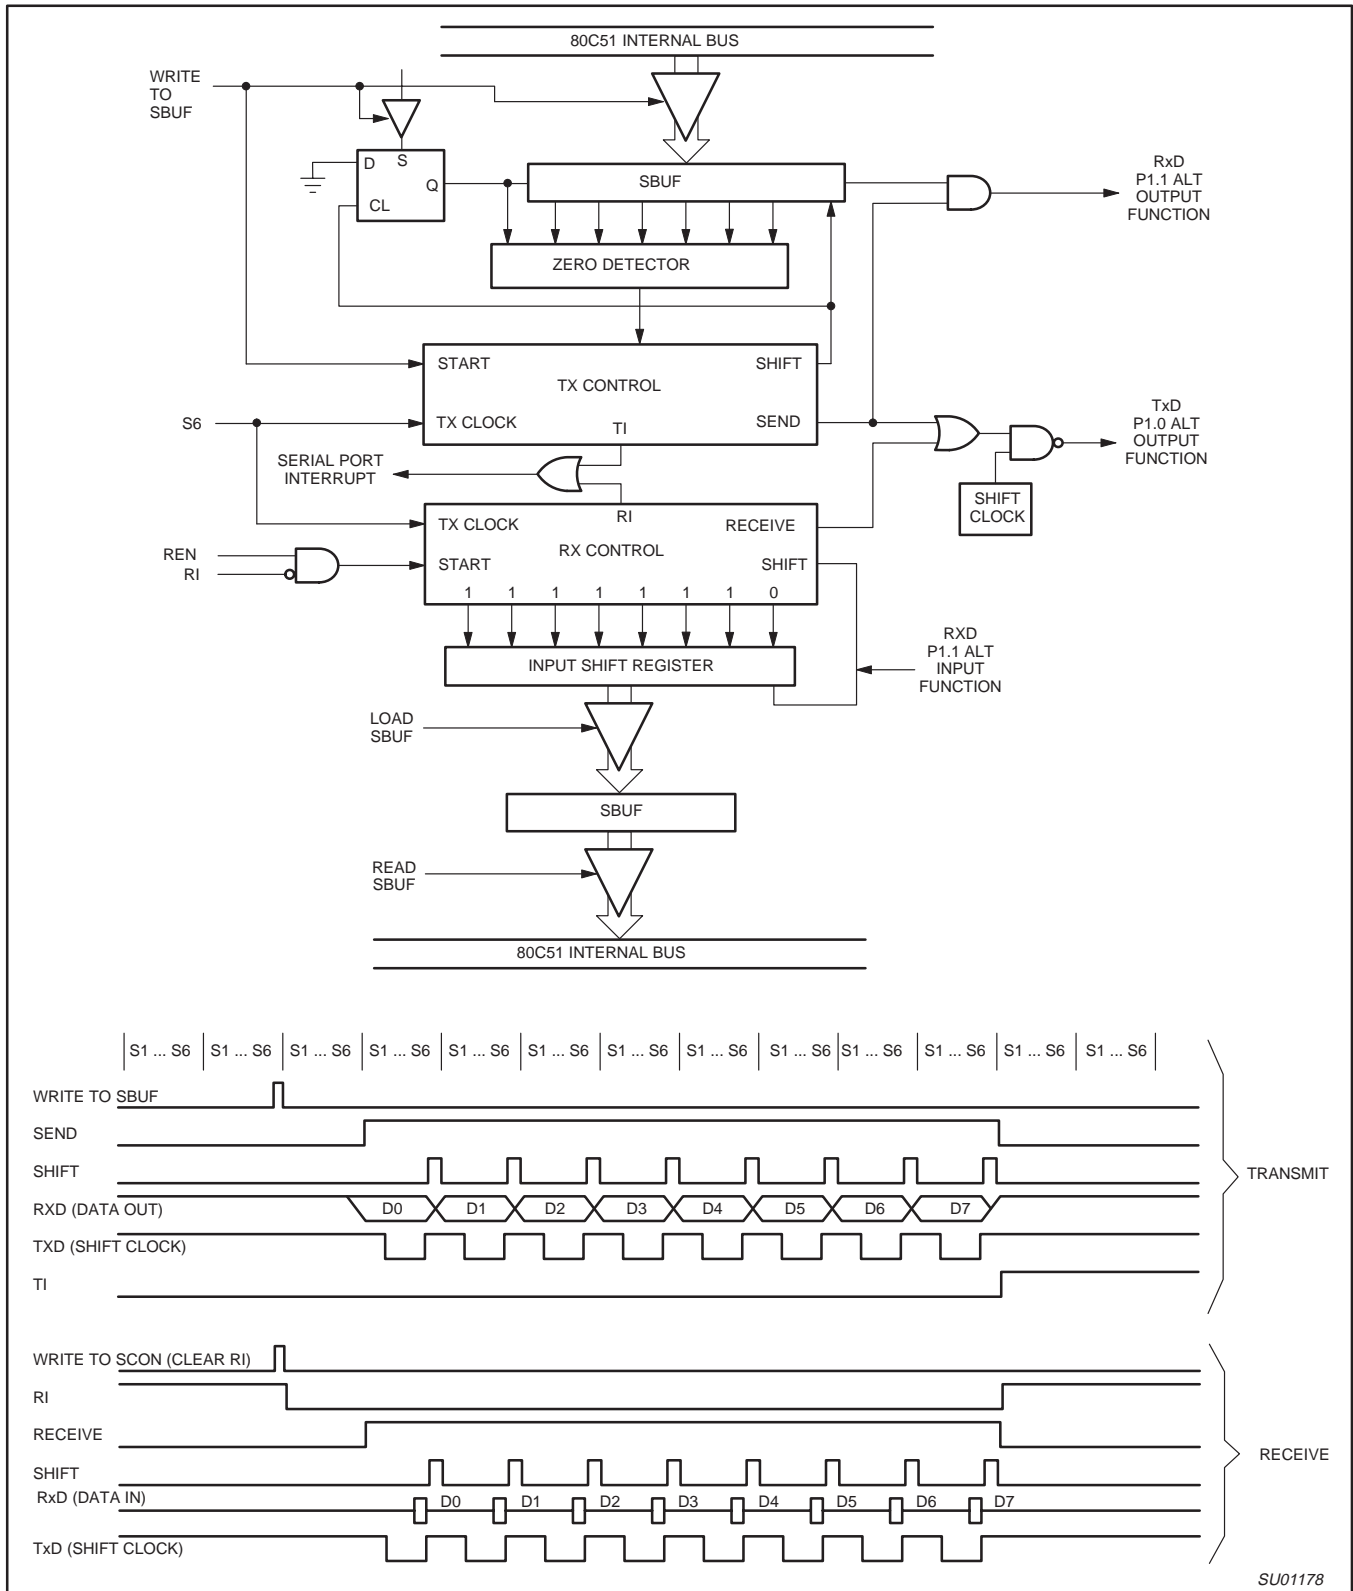 80C51 INTERNAL BUS
WRITE
TO
SBUF
D
S
Q
CL
SBUF
RxD
P1.1 ALT
OUTPUT
FUNCTION
ZERO DETECTOR
START
SHIFT
TX CONTROL
S6
TX CLOCK
TI
SEND
TxD
P1.0 ALT
OUTPUT
FUNCTION
SERIAL PORT
INTERRUPT
SHIFT
CLOCK
TX CLOCK
RI
RECEIVE
REN
RI
RX CONTROL
START
SHIFT
1 1 1 1 1 1 1 0
RXD
P1.1 ALT
INPUT
FUNCTION
INPUT SHIFT REGISTER
LOAD
SBUF
SBUF
READ
SBUF
80C51 INTERNAL BUS
S1 ... S6 S1 ... S6 S1 ... S6 S1 ... S6 S1 ... S6 S1 ... S6 S1 ... S6 S1 ... S6 S1 ... S6 S1 ... S6 S1 ... S6 S1 ... S6 S1 ... S6
WRITE TO SBUF
SEND
SHIFT
TRANSMIT
RXD (DATA OUT) D0 D1 D2 D3 D4 D5 D6 D7
TXD (SHIFT CLOCK)
TI
WRITE TO SCON (CLEAR RI)
RI
RECEIVE
RECEIVE
SHIFT
RxD (DATA IN) D0 D1 D2 D3 D4 D5 D6 D7
TxD (SHIFT CLOCK)
SU01178